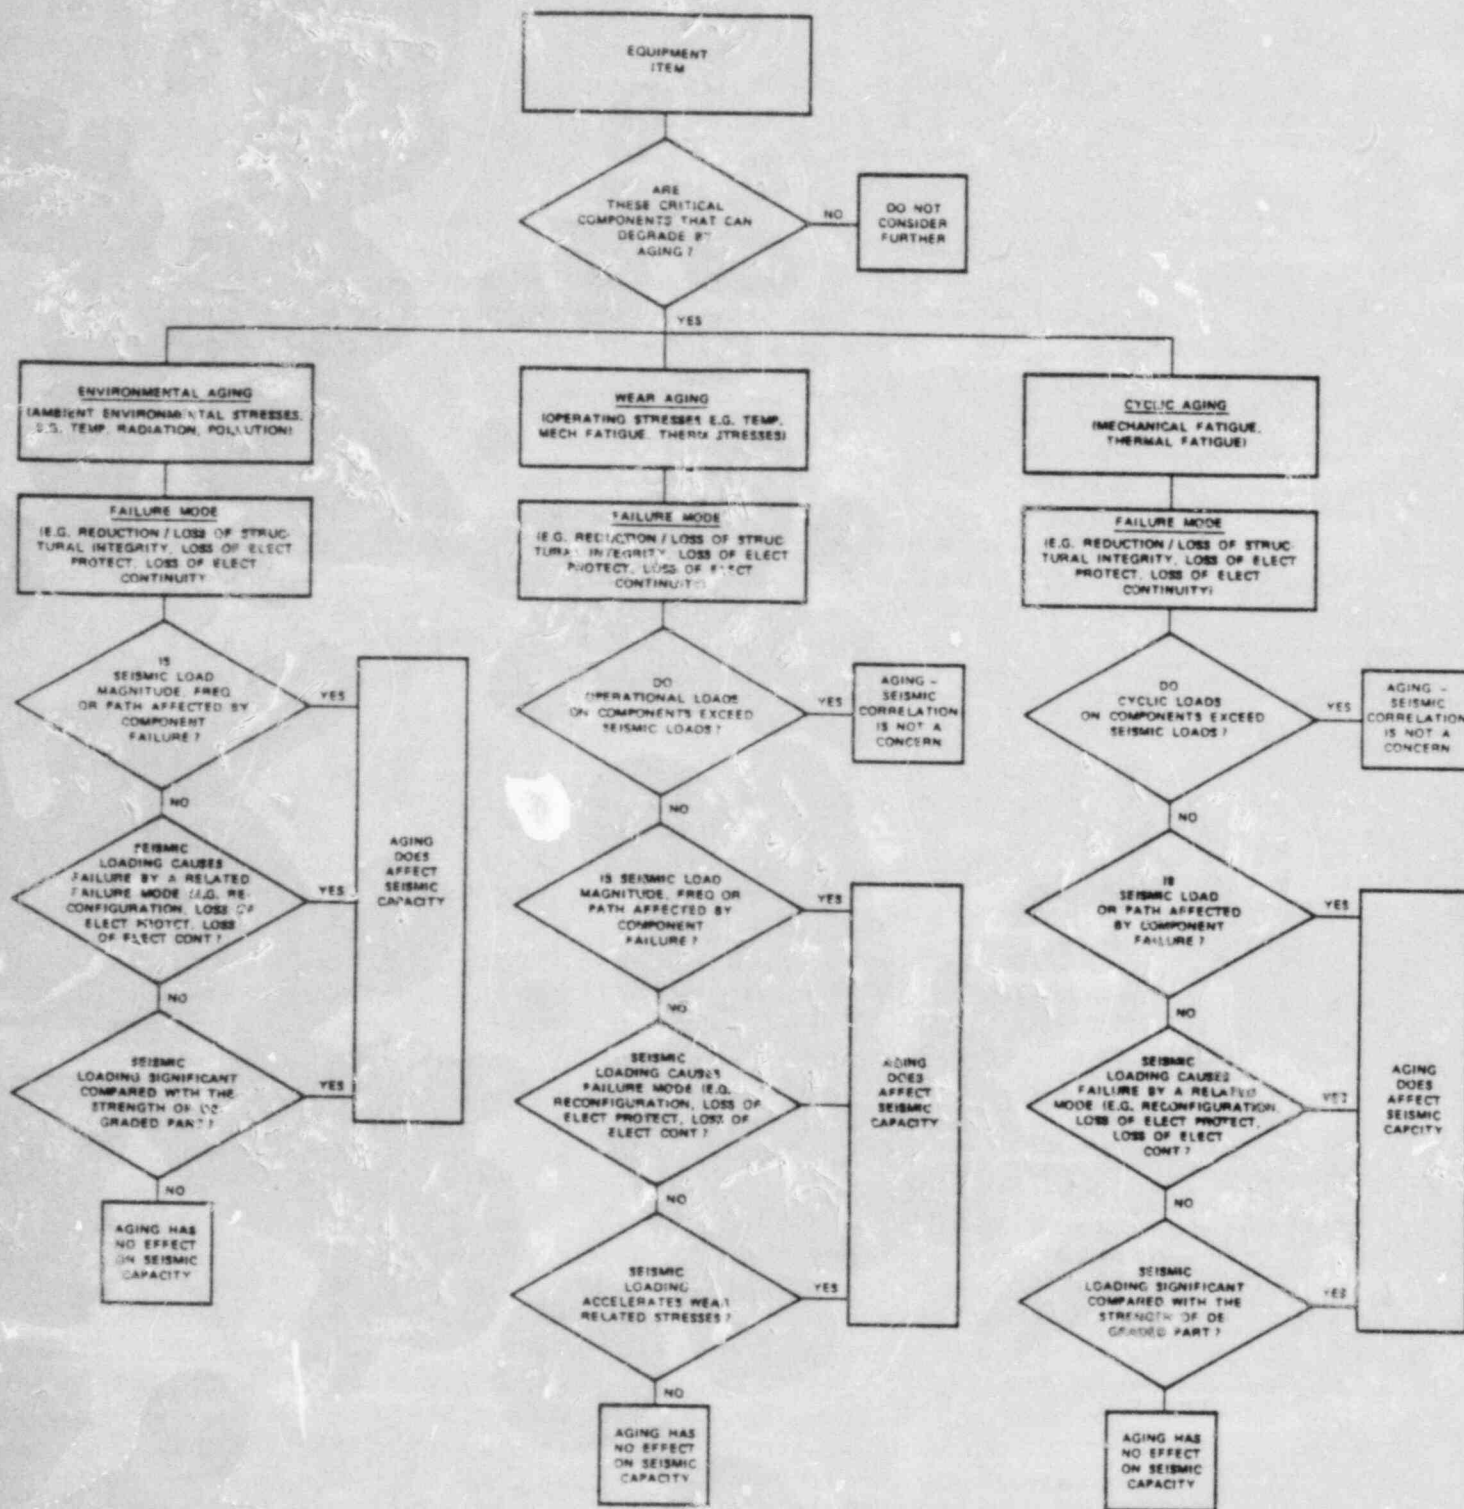 EQUIPMENT
ITEM
ARE
THESE CRITICAL
COMPONENTS THAT CAN
DEGRADE BY
AGING?
NO
DO NOT
CONSIDER
FURTHER
YES
ENVIRONMENTAL AGING
(AMBIENT ENVIRONMENTAL STRESSES,
E.G. TEMP, RADIATION, POLLUTION)
FAILURE MODE
(E.G. REDUCTION / LOSS OF STRUC-
TURAL INTEGRITY, LOSS OF ELECT
PROTECT, LOSS OF ELECT
CONTINUITY
IS
SEISMIC LOAD
MAGNITUDE, FREQ
OR PATH AFFECTED BY
COMPONENT
FAILURE?
YES
NO
SEISMIC
LOADING CAUSES
FAILURE BY A RELATED
FAILURE MODE (E.G. RE-
CONFIGURATION, LOSS OF
ELECT PROTCT, LOSS
OF ELECT CONT?
YES
NO
SEISMIC
LOADING SIGNIFICANT
COMPARED WITH THE
STRENGTH OF DE-
GRADED PART?
YES
NO
AGING HAS
NO EFFECT
ON SEISMIC
CAPACITY
AGING
DOES
AFFECT
SEISMIC
CAPACITY
WEAR AGING
(OPERATING STRESSES E.G. TEMP,
MECH FATIGUE, THERM STRESSES)
FAILURE MODE
(E.G. REDUCTION / LOSS OF STRUC-
TURAL INTEGRITY, LOSS OF ELECT
PROTECT, LOSS OF ELECT
CONTINUITY)
DO
OPERATIONAL LOADS
ON COMPONENTS EXCEED
SEISMIC LOADS?
YES
AGING -
SEISMIC
CORRELATION
IS NOT A
CONCERN
NO
IS SEISMIC LOAD
MAGNITUDE, FREQ OR
PATH AFFECTED BY
COMPONENT
FAILURE?
YES
NO
SEISMIC
LOADING CAUSES
FAILURE MODE (E.G.
RECONFIGURATION, LOSS OF
ELECT PROTECT, LOSS OF
ELECT CONT?
NO
SEISMIC
LOADING
ACCELERATES WEAR
RELATED STRESSES?
YES
NO
AGING HAS
NO EFFECT
ON SEISMIC
CAPACITY
AGING
DOES
AFFECT
SEISMIC
CAPACITY
CYCLIC AGING
(MECHANICAL FATIGUE,
THERMAL FATIGUE)
FAILURE MODE
(E.G. REDUCTION / LOSS OF STRUC-
TURAL INTEGRITY, LOSS OF ELECT
PROTECT, LOSS OF ELECT
CONTINUITY)
DO
CYCLIC LOADS
ON COMPONENTS EXCEED
SEISMIC LOADS?
YES
AGING -
SEISMIC
CORRELATION
IS NOT A
CONCERN
NO
IS
SEISMIC LOAD
OR PATH AFFECTED
BY COMPONENT
FAILURE?
YES
NO
SEISMIC
LOADING CAUSES
FAILURE BY A RELATED
MODE (E.G. RECONFIGURATION,
LOSS OF ELECT PROTECT,
LOSS OF ELECT
CONT?
YES
NO
SEISMIC
LOADING SIGNIFICANT
COMPARED WITH THE
STRENGTH OF DE
GRADED PART?
YES
NO
AGING HAS
NO EFFECT
ON SEISMIC
CAPACITY
AGING
DOES
AFFECT
SEISMIC
CAPCITY